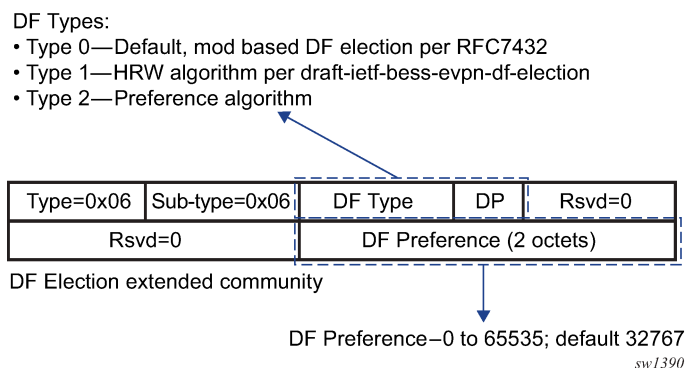 DF Types:
• Type 0—Default, mod based DF election per RFC7432
• Type 1—HRW algorithm per draft-ietf-bess-evpn-df-election
• Type 2—Preference algorithm
Type=0x06 Sub-type=0x06 DF Type DP Rsvd=0
Rsvd=0 DF Preference (2 octets)
DF Election extended community
DF Preference–0 to 65535; default 32767
sw1390